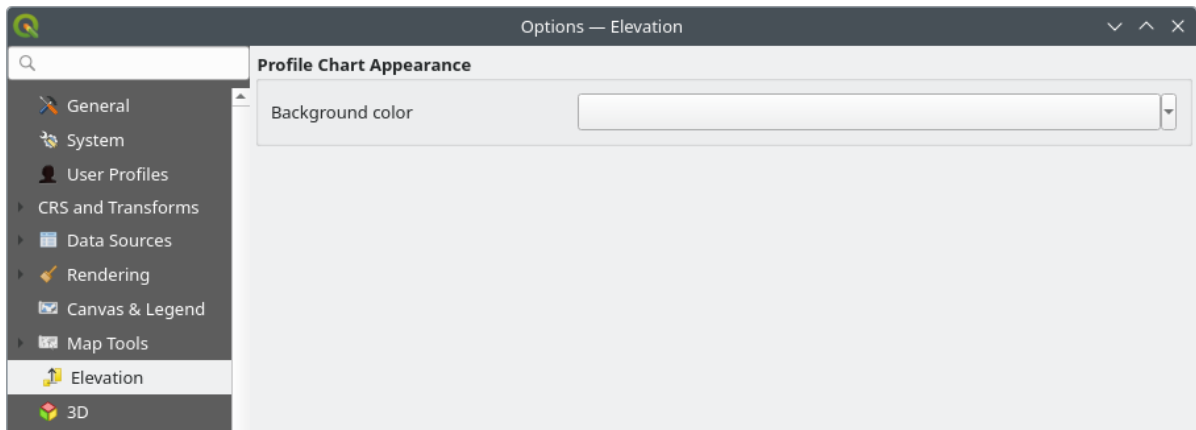 Options — Elevation
Profile Chart Appearance
Background color
General
System
User Profiles
CRS and Transforms
Data Sources
Rendering
Canvas & Legend
Map Tools
Elevation
3D